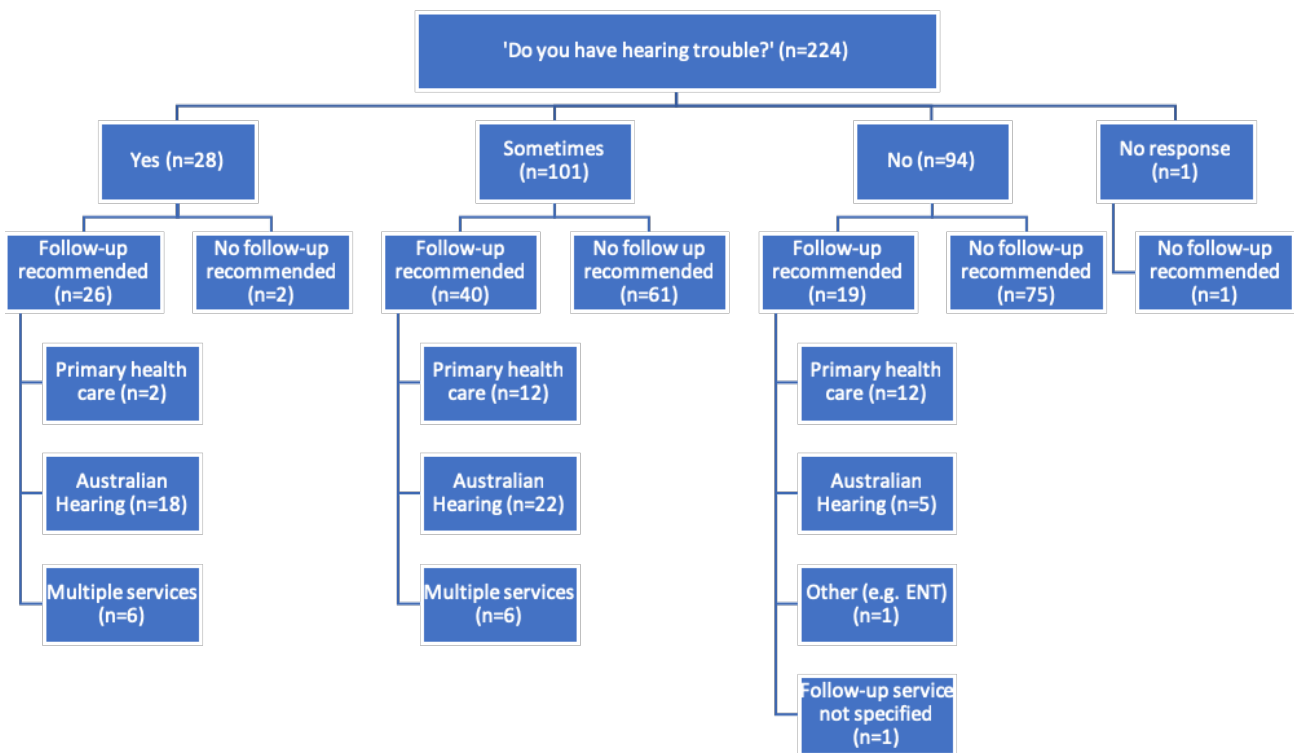 'Do you have hearing trouble?' (n=224)
Yes (n=28)
Sometimes
(n=101)
No (n=94)
No response
(n=1)
Follow-up
recommended
(n=26)
No follow-up
recommended
(n=2)
Follow-up
recommended
(n=40)
No follow up
recommended
(n=61)
Follow-up
recommended
(n=19)
No follow-up
recommended
(n=75)
No follow-up
recommended
(n=1)
Primary health
care (n=2)
Primary health
care (n=12)
Primary health
care (n=12)
Australian
Hearing (n=18)
Australian
Hearing (n=22)
Australian
Hearing (n=5)
Multiple services
(n=6)
Multiple services
(n=6)
Other (e.g. ENT)
(n=1)
Follow-up service
not specified
(n=1)